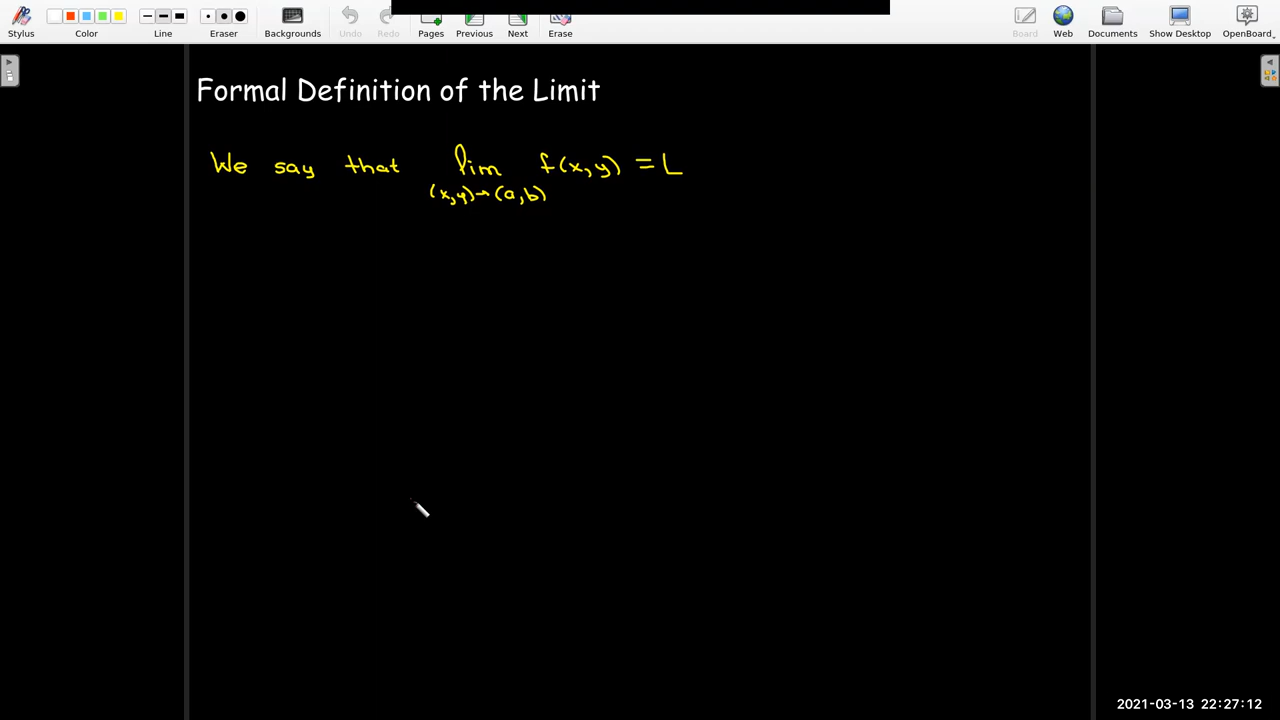 Stylus Color Line Eraser Backgrounds Undo Redo Pages Previous Next Erase Board Web Documents Show Desktop OpenBoard
Formal Definition of the Limit
We say that lim f(x,y) = L
(x,y)→(a,b)
2021-03-13 22:27:12